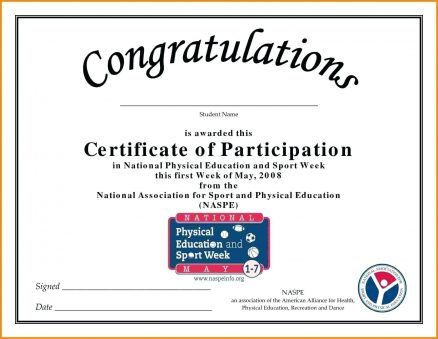 Congratulations
Student Name
is awarded this
Certificate of Participation
in National Physical Education and Sport Week
this first Week of May, 2008
from the
National Association for Sport and Physical Education
(NASPE)
NATIONAL
Physical
Education and
Sport Week
MAY 1-7
www.naspeinfo.org
Signed
Date
NASPE
an association of the American Alliance for Health,
Physical Education, Recreation and Dance